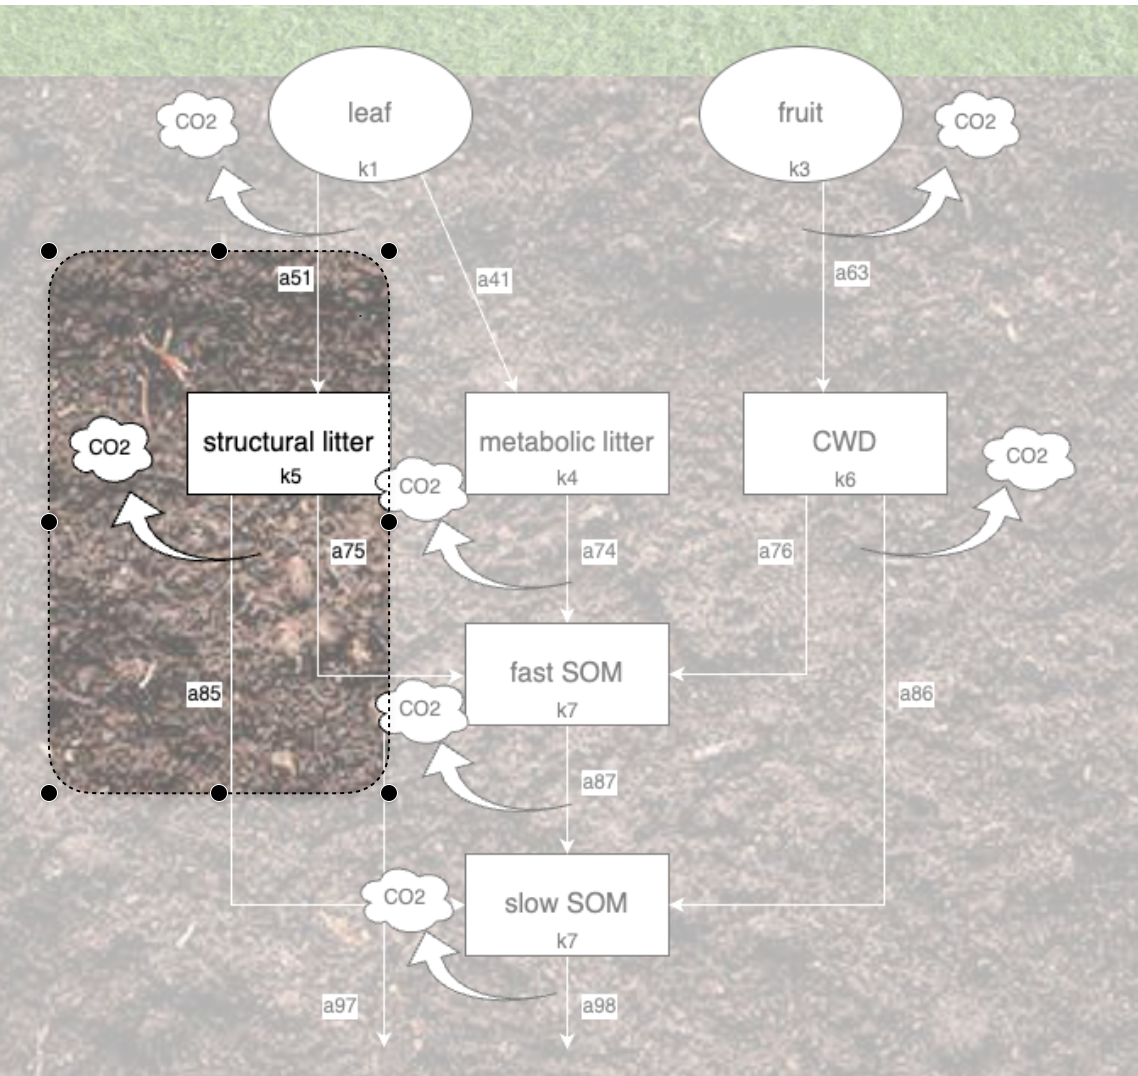 leaf
fruit
CO2
CO2
k1
k3
a51
a41
a63
structural litter
metabolic litter
CWD
CO2
CO2
k5
k4
k6
CO2
a75
a74
a76
fast SOM
a85
a86
CO2
k7
a87
CO2
slow SOM
k7
a97
a98